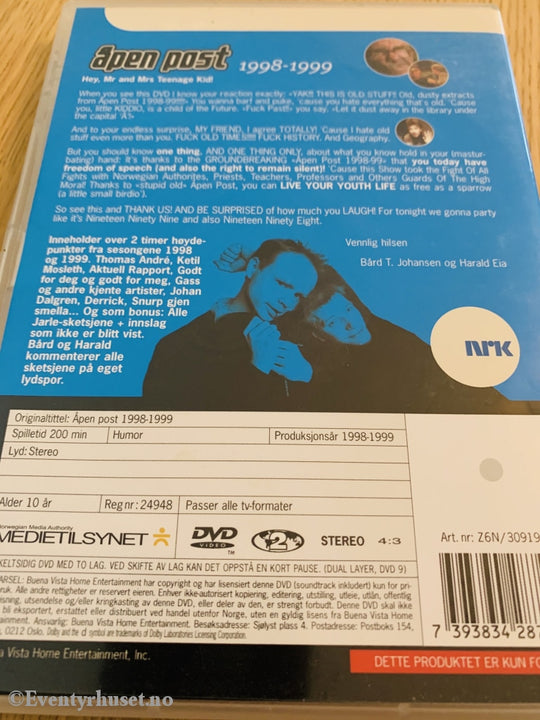 åpen post 1998-1999
Hey, Mr and Mrs Teenage Kid!
When you see this DVD I know your reaction exactly: «YAK!! THIS IS OLD STUFF!! Old, dusty extracts
from Åpen Post 1998-99!!!!» You wanna barf and puke, 'cause you hate everything that's old. 'Cause
you, little KIDDIO, is a child of the Future. «Fuck Past!!» you say. «Let it dust away in the library under
the capital 'Å'!»
And to your endless surprise, MY FRIEND, I agree TOTALLY! 'Cause I hate old
stuff even more than you. FUCK OLD TIMES!!!! FUCK HISTORY. And Geography.
But you should know one thing, AND ONE THING ONLY, about what you know hold in your (mastur-
bating) hand: It's thanks to the GROUNDBREAKING «Åpen Post 1998-99» that you today have
freedom of speech (and also the right to remain silent)! 'Cause this Show took the Fight Of All
Fights with Norwegian Authorities, Priests, Teachers, Professors and Others Guards Of The High
Moral! Thanks to «stupid old» Åpen Post, you can LIVE YOUR YOUTH LIFE as free as a sparrow
(a little small birdio').
So see this and THANK US! AND BE SURPRISED of how much you LAUGH! For tonight we gonna party
like it's Nineteen Ninety Nine and also Nineteen Ninety Eight.
Vennlig hilsen
Bård T. Johansen og Harald Eia
Inneholder over 2 timer høyde-
punkter fra sesongene 1998
og 1999. Thomas André, Ketil
Mosleth, Aktuell Rapport, Godt
for deg og godt for meg, Gass
og andre kjente artister, Johan
Dalgren, Derrick, Snurp gjen
smella... Og som bonus: Alle
Jarle-sketsjene + innslag
som ikke er blitt vist.
Bård og Harald
kommenterer alle
sketsjene på eget
lydspor.
nrk
Originaltittel: Åpen post 1998-1999
Spilletid 200 min Humor Produksjonsår 1998-1999
Lyd: Stereo
Alder 10 år Reg nr: 24948 Passer alle tv-formater
Norwegian Media Authority
MEDIETILSYNET DVD VIDEO ™ 2 STEREO 4:3
Art. nr: Z6N/30919
KELTSIDIG DVD MED TO LAG. VED SKIFTE AV LAG KAN DET OPPSTÅ EN KORT PAUSE. (DUAL LAYER, DVD 9)
ARSEL: Buena Vista Home Entertainment har copyright og har lisensiert denne DVD (soundtrack inkludert) kun for pri-
ruk. Alle andre rettigheter er reservert eieren. Enhver ikke-autorisert kopiering, editering, utstilling, utleie, utlån, offentlig
isning, utsendelse og/eller kringkasting av denne DVD, eller deler av den, er strengt forbudt. Denne DVD skal ikke
bli eksportert, erstattet eller distribuert ved handel utenfor Norge, uten en gyldig lisens fra Buena Vista Home
ainment. Ansvarlig: Buena Vista Home Entertainment. Besøksadresse: Sjølyst plass 4. Postadresse: Postboks 154,
n, 0212 Oslo. Dolby and the d symbol are trademarks of Dolby Laboratories Licensing Corporation.
7 393834 287
a Vista Home Entertainment, Inc.
DETTE PRODUKTET ER KUN FO
©Eventyrhuset.no